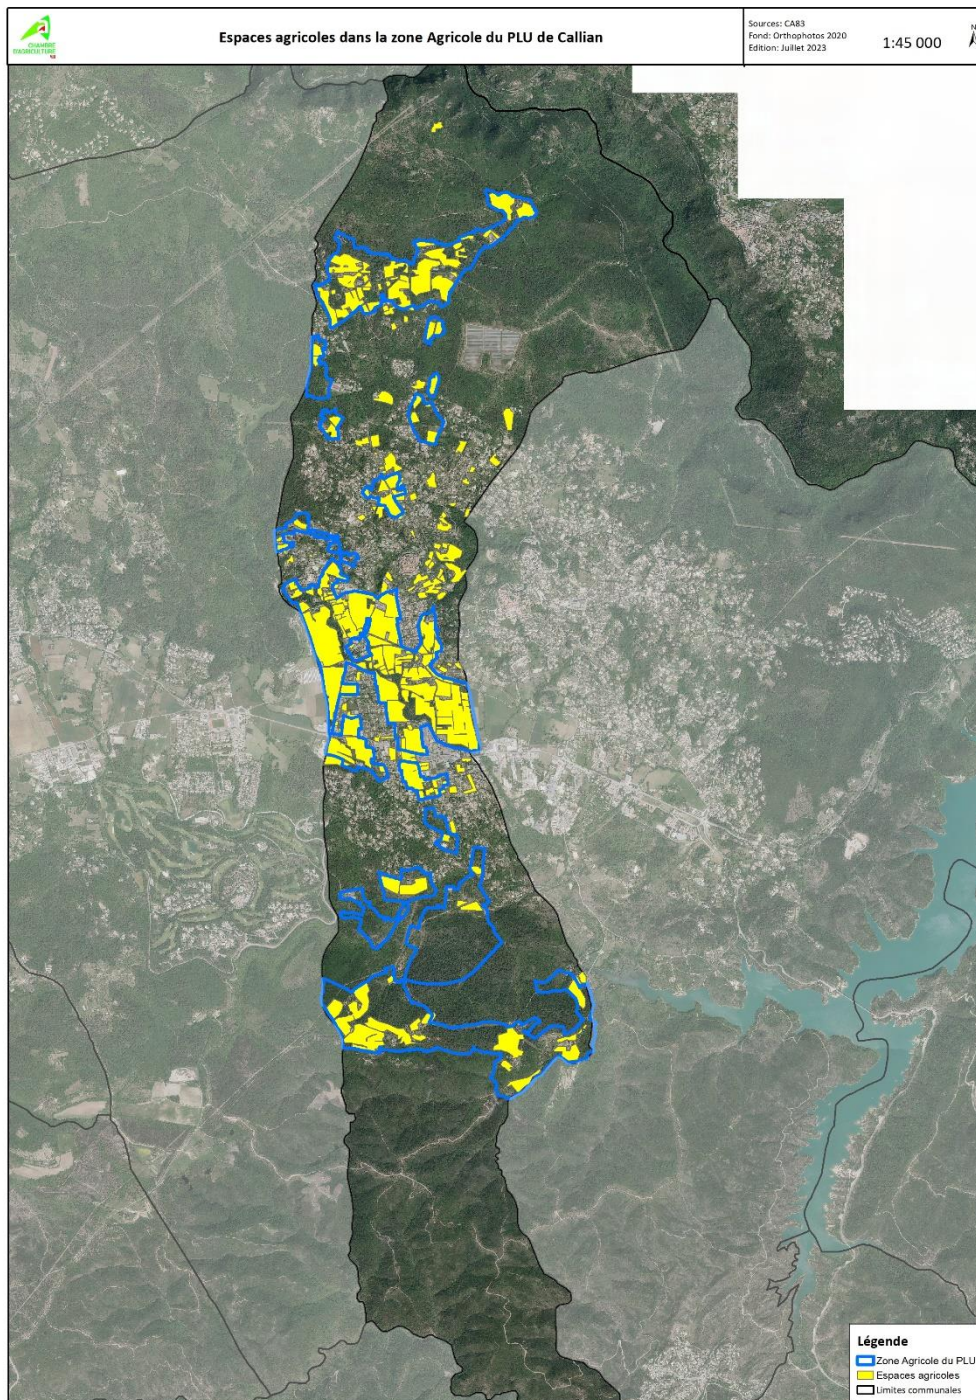 CHAMBRE
D'AGRICULTURE
83
Espaces agricoles dans la zone Agricole du PLU de Callian
Sources: CA83
Fond: Orthophotos 2020
Edition: Juillet 2023
1:45 000
N
Légende
Zone Agricole du PLU
Espaces agricoles
Limites communales